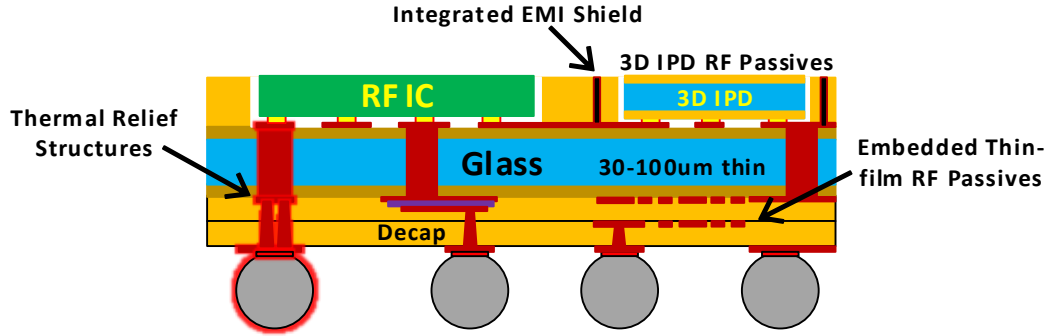 Integrated EMI Shield
3D IPD RF Passives
RF IC
3D IPD
Thermal Relief
Structures
Glass
30-100um thin
Embedded Thin-
film RF Passives
Decap